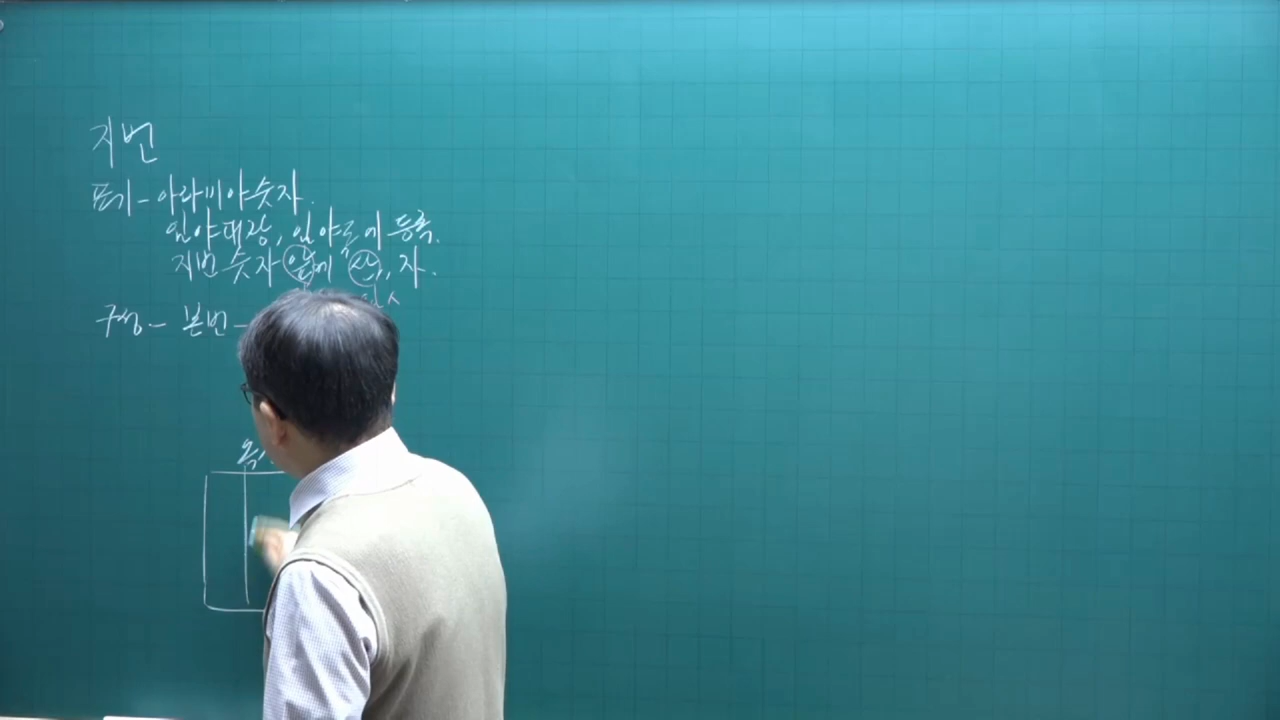 지번
표기 - 아라비아숫자.
임야대장, 임야도에 등록.
지번 숫자 앞에 산, 자.
구성 - 본번 -